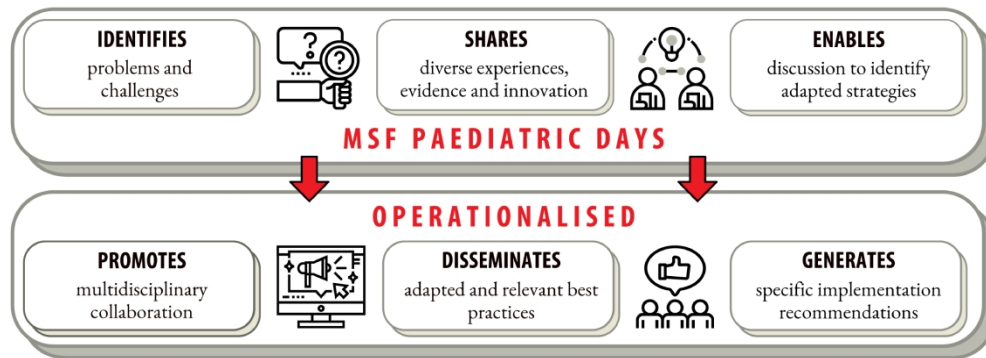 IDENTIFIES
problems and
challenges
SHARES
diverse experiences,
evidence and innovation
ENABLES
discussion to identify
adapted strategies
MSF PAEDIATRIC DAYS
OPERATIONALISED
PROMOTES
multidisciplinary
collaboration
DISSEMINATES
adapted and relevant best
practices
GENERATES
specific implementation
recommendations